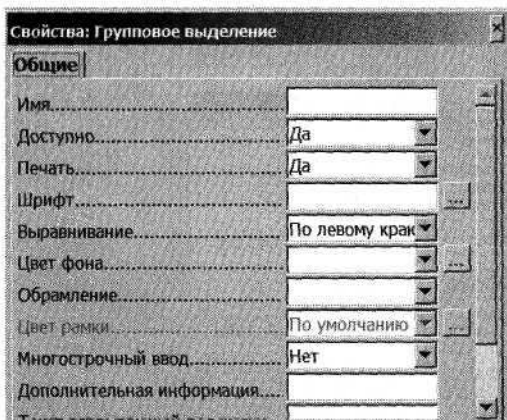 Свойства: Групповое выделение
Общие
Имя
Доступно Да
Печать Да
Шрифт ...
Выравнивание По левому крак
Цвет фона ...
Обрамление
Цвет рамки По умолчанию ...
Многострочный ввод Нет
Дополнительная информация